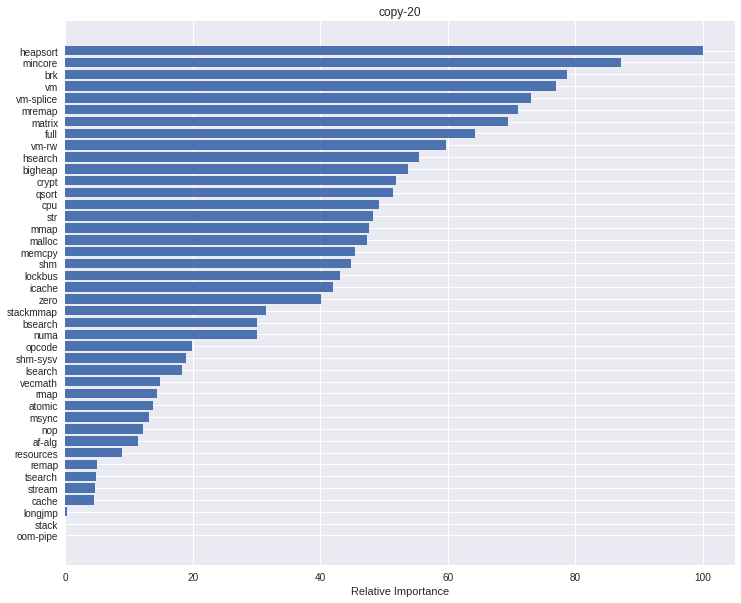 copy-20
heapsort
mincore
brk
vm
vm-splice
mremap
matrix
full
vm-rw
hsearch
bigheap
crypt
qsort
cpu
str
mmap
malloc
memcpy
shm
lockbus
icache
zero
stackmmap
bsearch
numa
opcode
shm-sysv
lsearch
vecmath
rmap
atomic
msync
nop
af-alg
resources
remap
tsearch
stream
cache
longjmp
stack
oom-pipe
0 20 40 60 80 100
Relative Importance